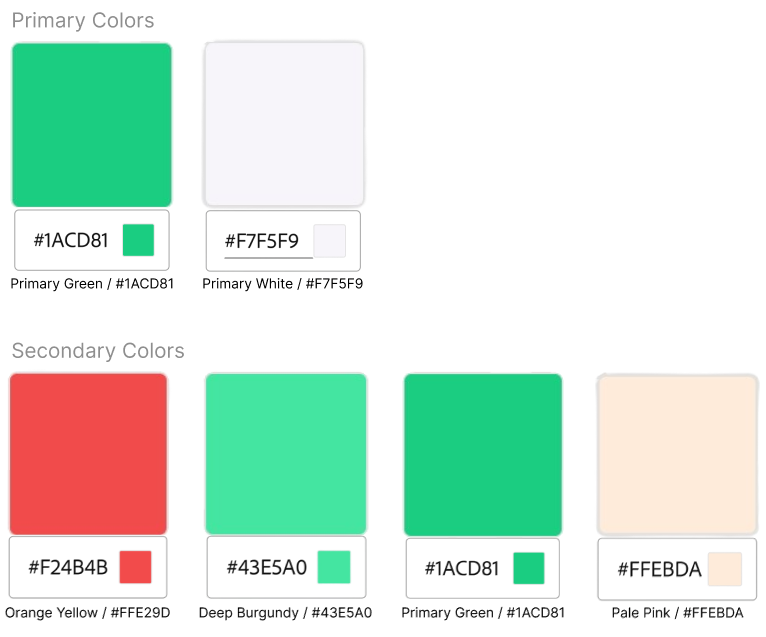 Primary Colors
#1ACD81
#F7F5F9
Primary Green / #1ACD81
Primary White / #F7F5F9
Secondary Colors
#F24B4B
#43E5A0
#1ACD81
#FFEBDA
Orange Yellow / #FFE29D
Deep Burgundy / #43E5A0
Primary Green / #1ACD81
Pale Pink / #FFEBDA